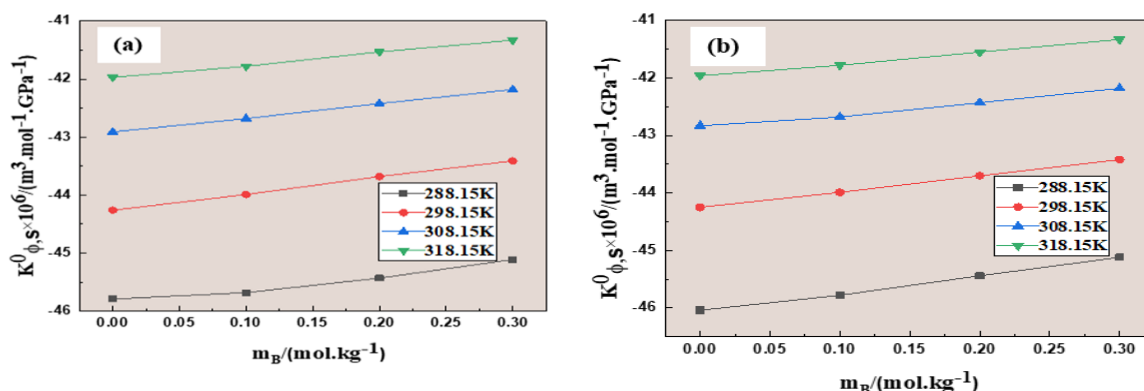 (a)
-41
-42
-43
-44
-45
-46
K⁰ϕ,s×10⁶/(m³.mol⁻¹.GPa⁻¹)
288.15K
298.15K
308.15K
318.15K
0.00 0.05 0.10 0.15 0.20 0.25 0.30
m_B/(mol.kg⁻¹)
(b)
-41
-42
-43
-44
-45
-46
K⁰ϕ,s×10⁶/(m³.mol⁻¹.GPa⁻¹)
288.15K
298.15K
308.15K
318.15K
0.00 0.05 0.10 0.15 0.20 0.25 0.30
m_B/(mol.kg⁻¹)